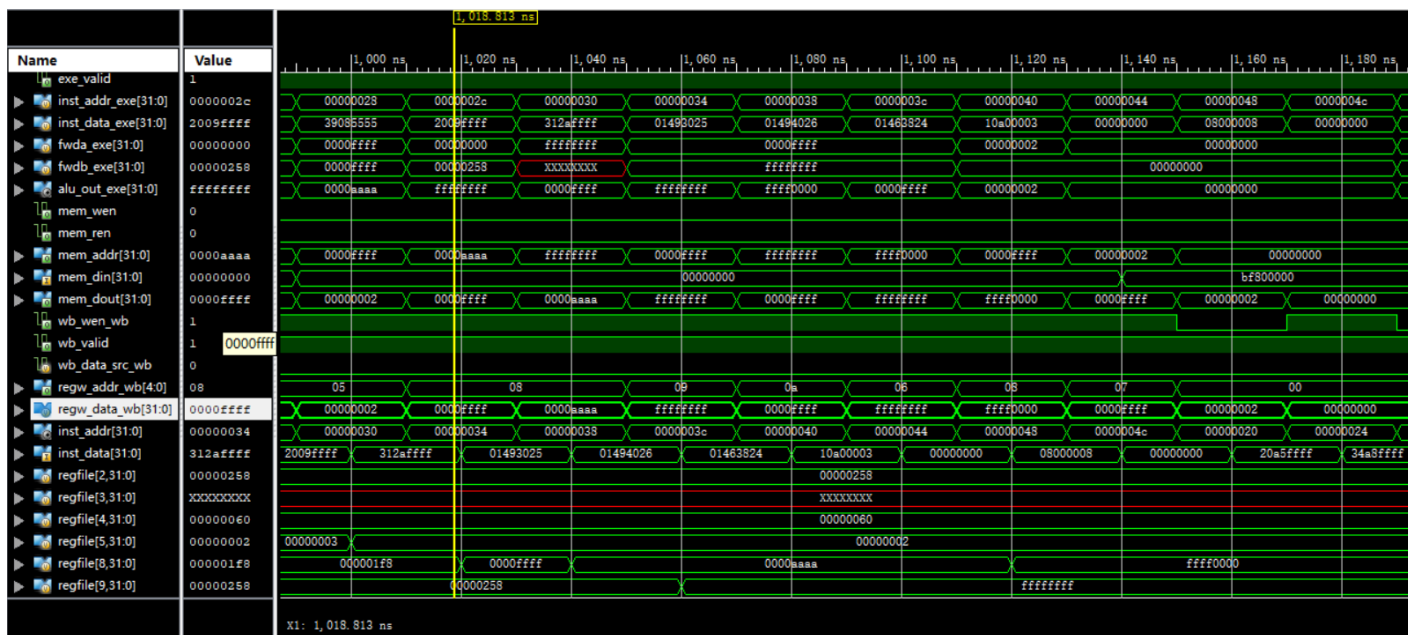 1,018.813 ns
Name Value 1,000 ns 1,020 ns 1,040 ns 1,060 ns 1,080 ns 1,100 ns 1,120 ns 1,140 ns 1,160 ns 1,180 ns
exe_valid 1
inst_addr_exe[31:0] 0000002c 00000028 0000002c 00000030 00000034 00000038 0000003c 00000040 00000044 00000048 0000004c
inst_data_exe[31:0] 2009ffff 39085555 2009ffff 312affff 01493025 01494026 01463824 10a00003 00000000 08000008 00000000
fwda_exe[31:0] 00000000 0000ffff 00000000 ffffffff 0000ffff 00000002 00000000
fwdb_exe[31:0] 00000258 0000ffff 00000258 XXXXXXXX ffffffff 00000000
alu_out_exe[31:0] ffffffff 0000aaaa ffffffff 0000ffff ffffffff ffff0000 0000ffff 00000002 00000000
mem_wen 0
mem_ren 0
mem_addr[31:0] 0000aaaa 0000ffff 0000aaaa ffffffff 0000ffff ffffffff ffff0000 0000ffff 00000002 00000000
mem_din[31:0] 00000000 00000000 bf800000
mem_dout[31:0] 0000ffff 00000002 0000ffff 0000aaaa ffffffff 0000ffff ffffffff ffff0000 0000ffff 00000002 00000000
wb_wen_wb 1
wb_valid 1 0000ffff
wb_data_src_wb 0
regw_addr_wb[4:0] 08 05 08 09 0a 06 08 07 00
regw_data_wb[31:0] 0000ffff 00000002 0000ffff 0000aaaa ffffffff 0000ffff ffffffff ffff0000 0000ffff 00000002 00000000
inst_addr[31:0] 00000034 00000030 00000034 00000038 0000003c 00000040 00000044 00000048 0000004c 00000020 00000024
inst_data[31:0] 312affff 2009ffff 312affff 01493025 01494026 01463824 10a00003 00000000 08000008 00000000 20a5ffff 34a8ffff
regfile[2,31:0] 00000258 00000258
regfile[3,31:0] XXXXXXXX XXXXXXXX
regfile[4,31:0] 00000060 00000060
regfile[5,31:0] 00000002 00000003 00000002
regfile[8,31:0] 000001f8 000001f8 0000ffff 0000aaaa ffff0000
regfile[9,31:0] 00000258 00000258 ffffffff
X1: 1,018.813 ns